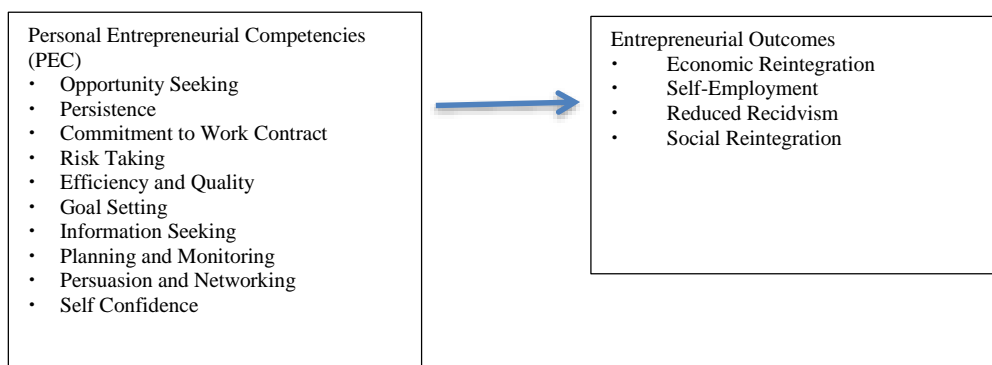 Personal Entrepreneurial Competencies
(PEC)
· Opportunity Seeking
· Persistence
· Commitment to Work Contract
· Risk Taking
· Efficiency and Quality
· Goal Setting
· Information Seeking
· Planning and Monitoring
· Persuasion and Networking
· Self Confidence
Entrepreneurial Outcomes
· Economic Reintegration
· Self-Employment
· Reduced Recidvism
· Social Reintegration